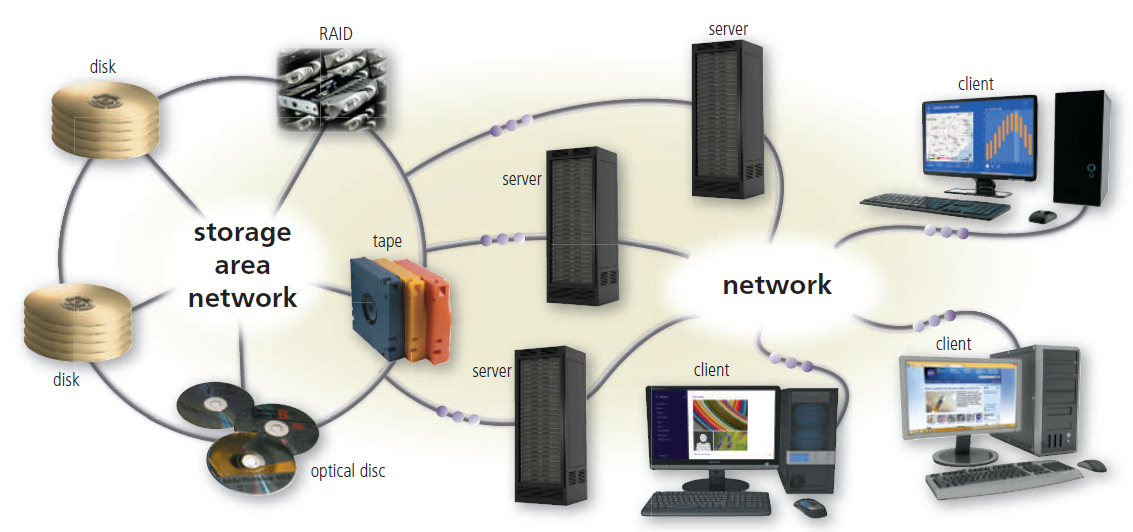 RAID
server
disk
client
server
storage
area
network
tape
network
disk
server
client
client
optical disc